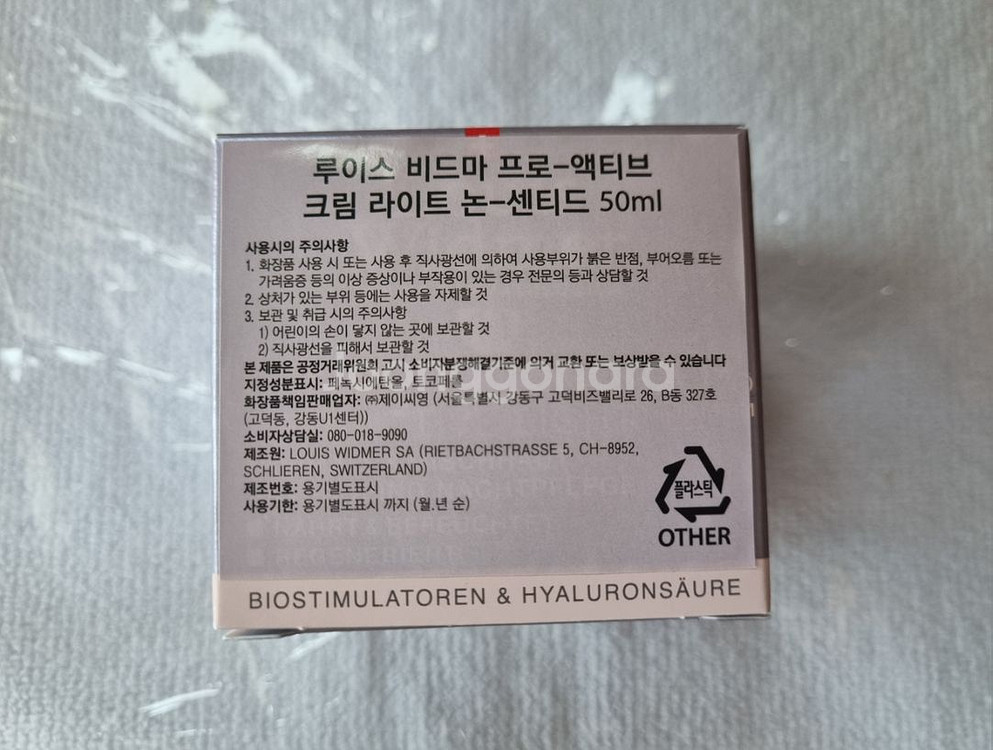 루이스 비드마 프로-액티브
크림 라이트 논-센티드 50ml
사용시의 주의사항
1. 화장품 사용 시 또는 사용 후 직사광선에 의하여 사용부위가 붉은 반점, 부어오름 또는
가려움증 등의 이상 증상이나 부작용이 있는 경우 전문의 등과 상담할 것
2. 상처가 있는 부위 등에는 사용을 자제할 것
3. 보관 및 취급 시의 주의사항
1) 어린이의 손이 닿지 않는 곳에 보관할 것
2) 직사광선을 피해서 보관할 것
본 제품은 공정거래위원회 고시 소비자분쟁해결기준에 의거 교환 또는 보상받을 수 있습니다
지정성분표시: 페녹시에탄올, 토코페롤
화장품책임판매업자: ㈜제이씨영 (서울특별시 강동구 고덕비즈밸리로 26, B동 327호
(고덕동, 강동U1센터))
소비자상담실: 080-018-9090
제조원: LOUIS WIDMER SA (RIETBACHSTRASSE 5, CH-8952,
SCHLIEREN, SWITZERLAND)
제조번호: 용기별도표시
사용기한: 용기별도표시 까지 (월.년 순)
플라스틱
OTHER
BIOSTIMULATOREN & HYALURONSÄURE